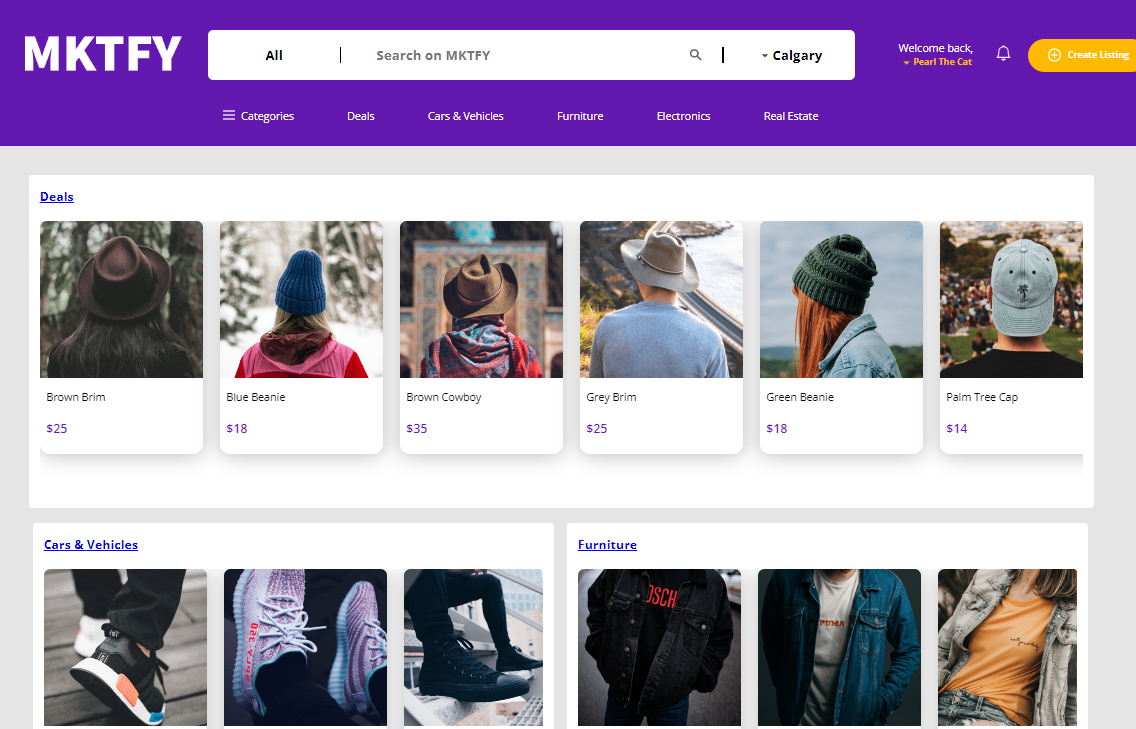 MKTFY
All
Search on MKTFY
Calgary
Welcome back,
Pearl The Cat
Create Listing
Categories
Deals
Cars & Vehicles
Furniture
Electronics
Real Estate
Deals
Brown Brim
Blue Beanie
Brown Cowboy
Grey Brim
Green Beanie
Palm Tree Cap
$25
$18
$35
$25
$18
$14
Cars & Vehicles
Furniture
OSCH
PUMA